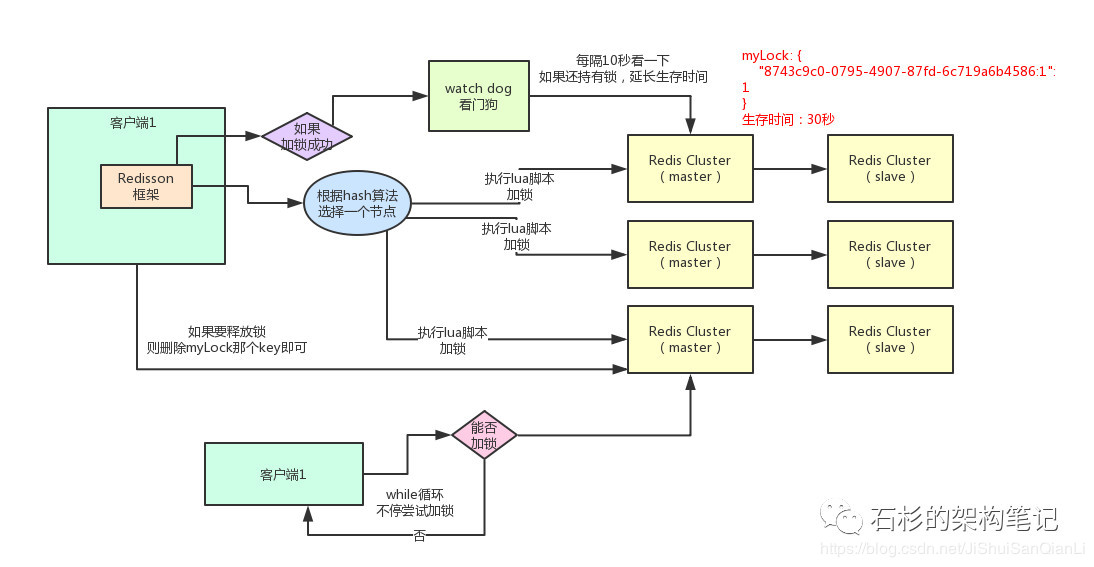 每隔10秒看一下
如果还持有锁，延长生存时间
myLock: {
"8743c9c0-0795-4907-87fd-6c719a6b4586:1":
1
}
生存时间：30秒
watch dog
看门狗
客户端1
如果
加锁成功
Redisson
框架
根据hash算法
选择一个节点
执行lua脚本
加锁
Redis Cluster
（ master ）
Redis Cluster
（ slave ）
执行lua脚本
加锁
Redis Cluster
（ master ）
Redis Cluster
（ slave ）
如果要释放锁
则删除myLock那个key即可
执行lua脚本
加锁
Redis Cluster
（ master ）
Redis Cluster
（ slave ）
能否
加锁
客户端1
while循环
不停尝试加锁
否
石杉的架构笔记
https://blog.csdn.net/JiShuiSanQianLi